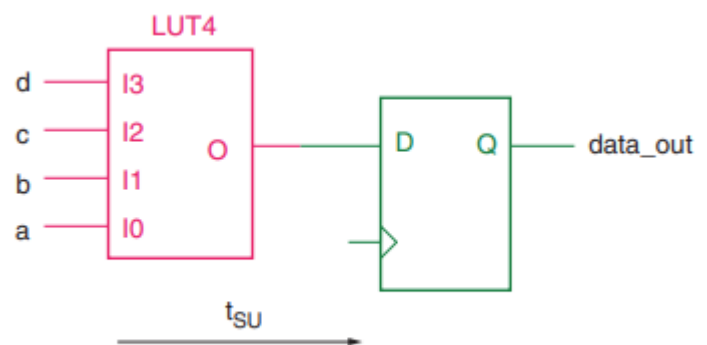 LUT4
d I3
c I2
b I1
a I0
O
D Q data_out
tSU